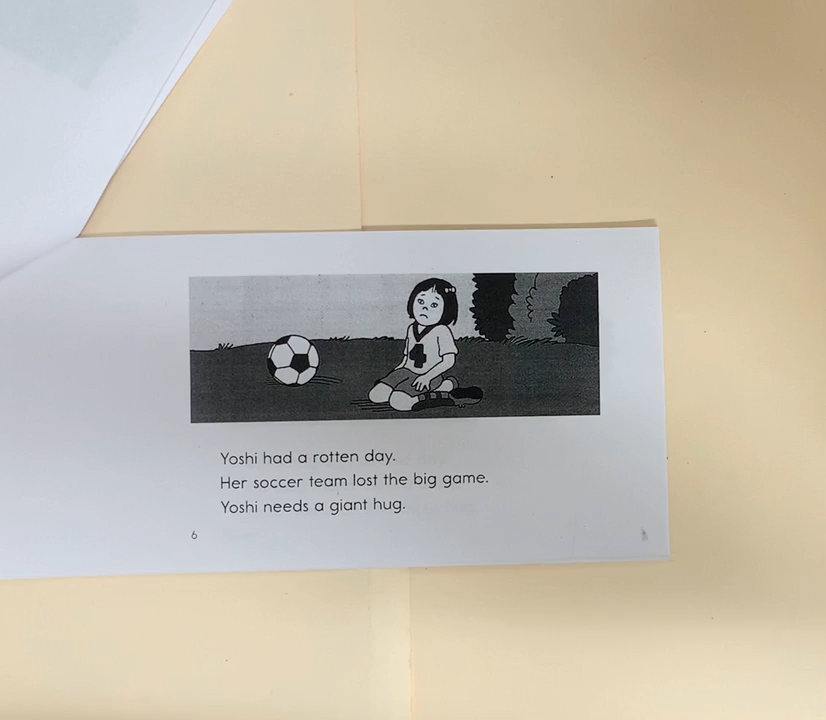 4
Yoshi had a rotten day.
Her soccer team lost the big game.
Yoshi needs a giant hug.
6